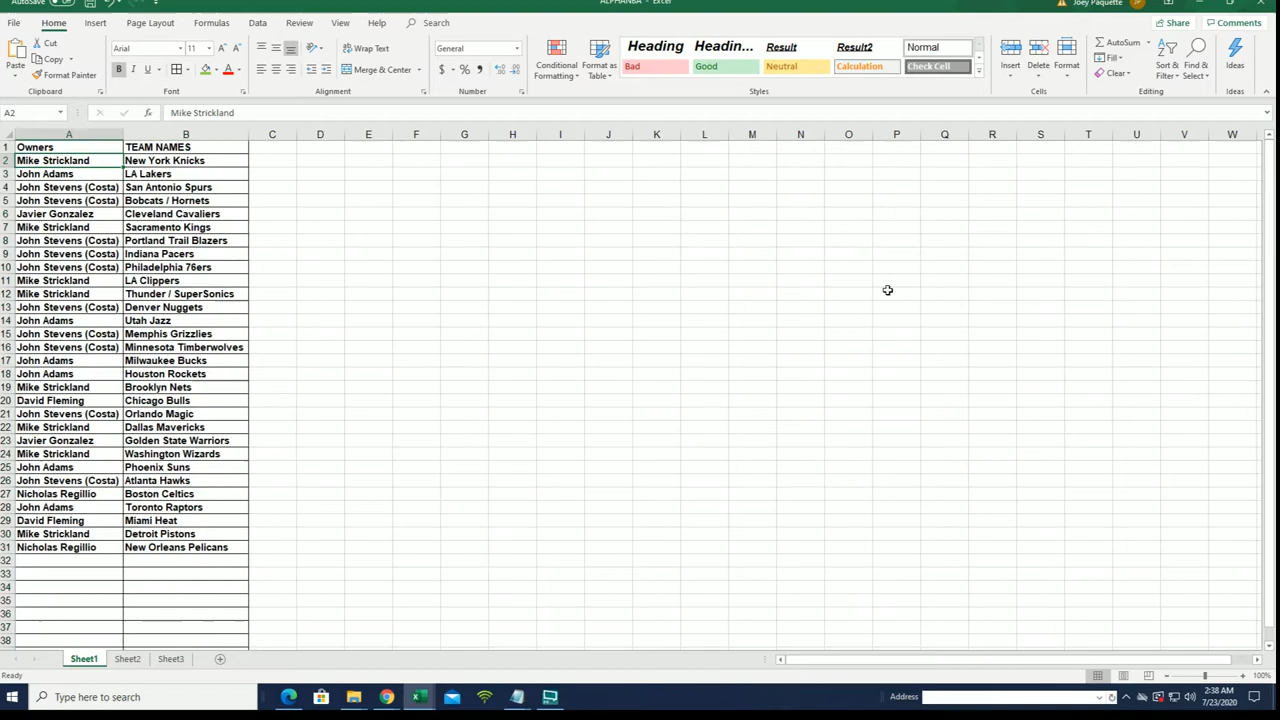 AutoSave Off ALPHANBA - Excel Joey Paquette JP
File Home Insert Page Layout Formulas Data Review View Help Search Share Comments
Paste Cut Copy Format Painter Clipboard
Arial 11 A A B I U A Font
ab Wrap Text Merge & Center Alignment
General $ % , Number
Conditional Formatting Format as Table
Heading Headin... Result Result2 Normal
Bad Good Neutral Calculation Check Cell Styles
Insert Delete Format Cells
AutoSum Fill Clear Sort & Filter Find & Select Editing
Ideas Ideas
A2 fx Mike Strickland
A B C D E F G H I J K L M N O P Q R S T U V W
1 Owners TEAM NAMES
2 Mike Strickland New York Knicks
3 John Adams LA Lakers
4 John Stevens (Costa) San Antonio Spurs
5 John Stevens (Costa) Bobcats / Hornets
6 Javier Gonzalez Cleveland Cavaliers
7 Mike Strickland Sacramento Kings
8 John Stevens (Costa) Portland Trail Blazers
9 John Stevens (Costa) Indiana Pacers
10 John Stevens (Costa) Philadelphia 76ers
11 Mike Strickland LA Clippers
12 Mike Strickland Thunder / SuperSonics
13 John Stevens (Costa) Denver Nuggets
14 John Adams Utah Jazz
15 John Stevens (Costa) Memphis Grizzlies
16 John Stevens (Costa) Minnesota Timberwolves
17 John Adams Milwaukee Bucks
18 John Adams Houston Rockets
19 Mike Strickland Brooklyn Nets
20 David Fleming Chicago Bulls
21 John Stevens (Costa) Orlando Magic
22 Mike Strickland Dallas Mavericks
23 Javier Gonzalez Golden State Warriors
24 Mike Strickland Washington Wizards
25 John Adams Phoenix Suns
26 John Stevens (Costa) Atlanta Hawks
27 Nicholas Regillio Boston Celtics
28 John Adams Toronto Raptors
29 David Fleming Miami Heat
30 Mike Strickland Detroit Pistons
31 Nicholas Regillio New Orleans Pelicans
32
33
34
35
36
37
38
Sheet1 Sheet2 Sheet3
Ready 100%
Type here to search Address 2:38 AM
7/23/2020